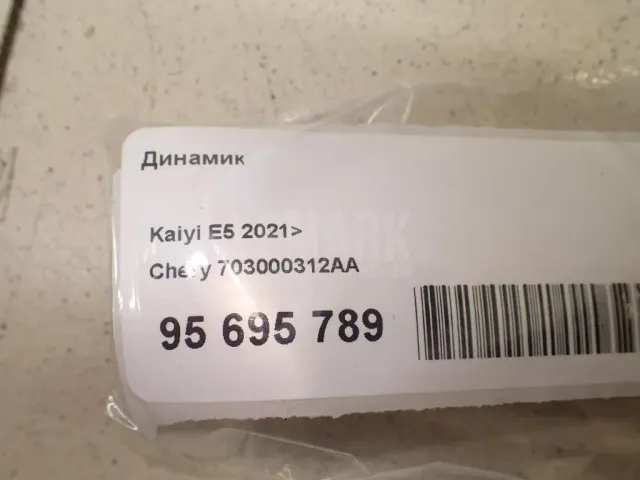 Динамик
Kaiyi E5 2021>
Chery 703000312AA
95 695 789